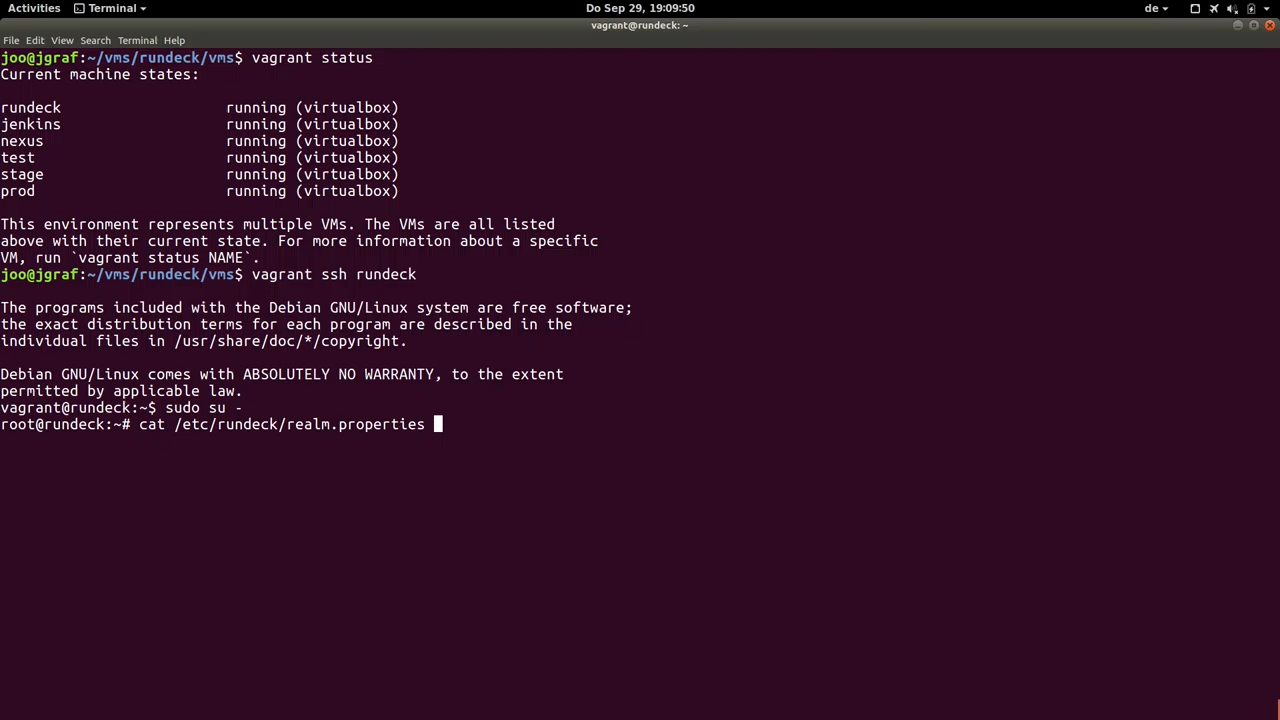 Activities Terminal Do Sep 29, 19:09:50 de
vagrant@rundeck: ~
File Edit View Search Terminal Help
joo@jgraf:~/vms/rundeck/vms$ vagrant status
Current machine states:
rundeck running (virtualbox)
jenkins running (virtualbox)
nexus running (virtualbox)
test running (virtualbox)
stage running (virtualbox)
prod running (virtualbox)
This environment represents multiple VMs. The VMs are all listed
above with their current state. For more information about a specific
VM, run `vagrant status NAME`.
joo@jgraf:~/vms/rundeck/vms$ vagrant ssh rundeck
The programs included with the Debian GNU/Linux system are free software;
the exact distribution terms for each program are described in the
individual files in /usr/share/doc/*/copyright.
Debian GNU/Linux comes with ABSOLUTELY NO WARRANTY, to the extent
permitted by applicable law.
vagrant@rundeck:~$ sudo su -
root@rundeck:~# cat /etc/rundeck/realm.properties